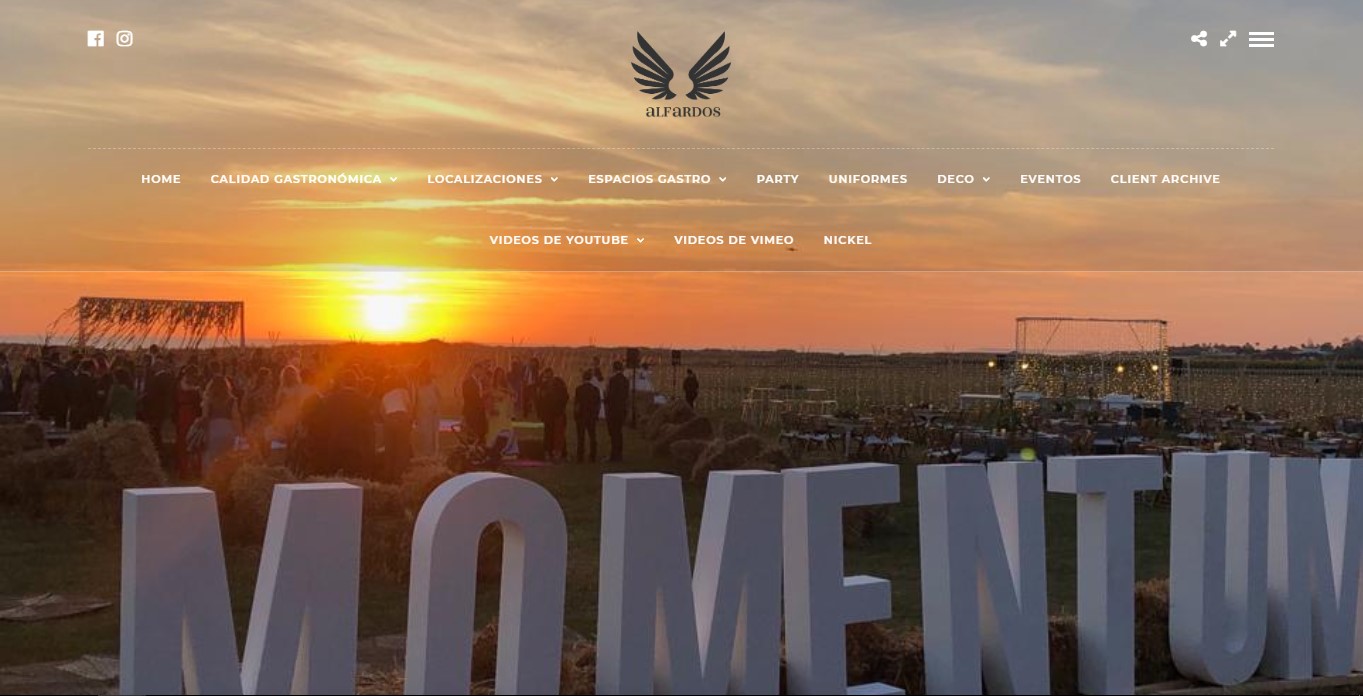 ALFARDOS
HOME CALIDAD GASTRONÓMICA LOCALIZACIONES ESPACIOS GASTRO PARTY UNIFORMES DECO EVENTOS CLIENT ARCHIVE
VIDEOS DE YOUTUBE VIDEOS DE VIMEO NICKEL
MOMENTUM